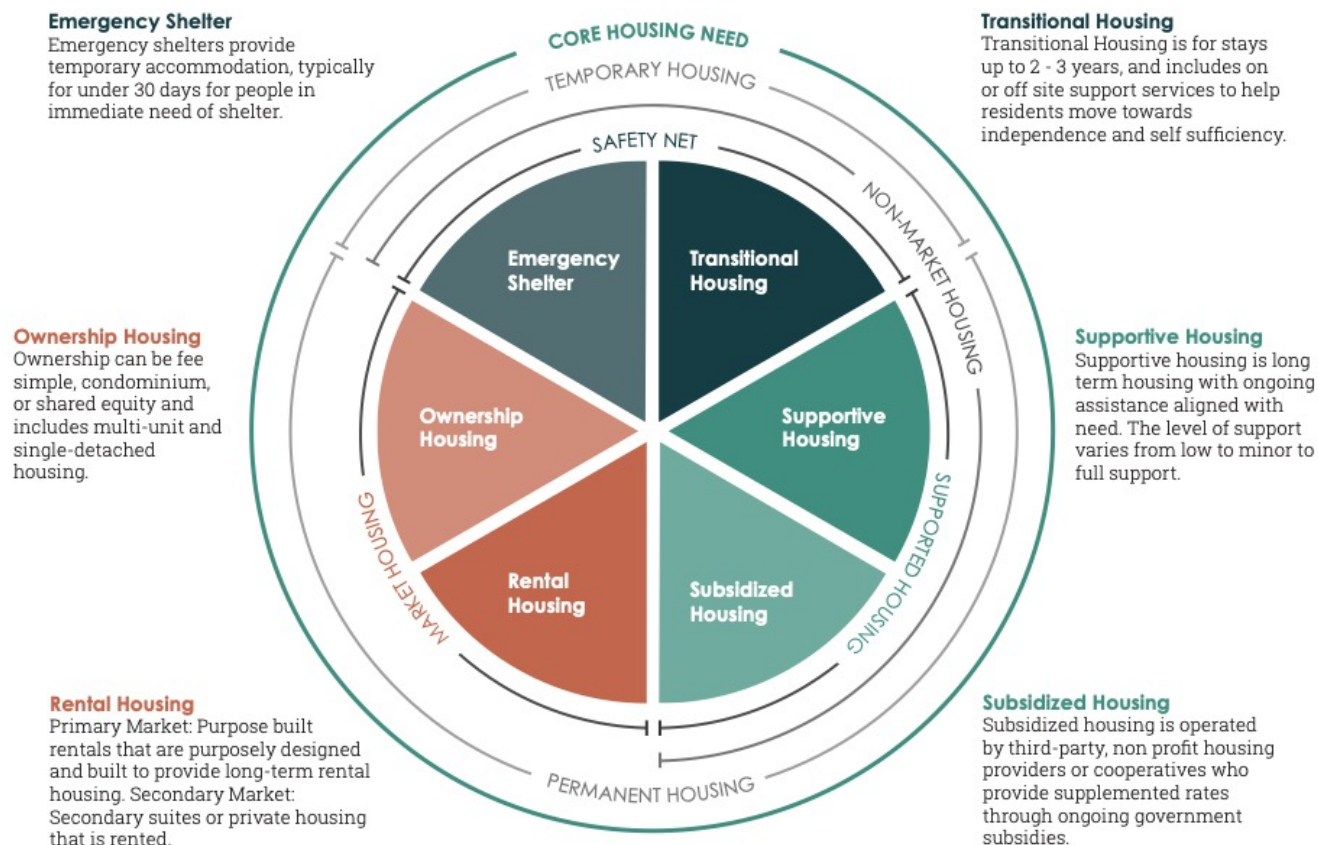 Emergency Shelter
Emergency shelters provide
temporary accommodation, typically
for under 30 days for people in
immediate need of shelter.
Transitional Housing
Transitional Housing is for stays
up to 2 - 3 years, and includes on
or off site support services to help
residents move towards
independence and self sufficiency.
CORE HOUSING NEED
TEMPORARY HOUSING
SAFETY NET
NON-MARKET HOUSING
Emergency
Shelter
Transitional
Housing
Ownership Housing
Ownership can be fee
simple, condominium,
or shared equity and
includes multi-unit and
single-detached
housing.
Ownership
Housing
Supportive
Housing
Supportive Housing
Supportive housing is long
term housing with ongoing
assistance aligned with
need. The level of support
varies from low to minor to
full support.
MARKET HOUSING
SUPPORTED HOUSING
Rental
Housing
Subsidized
Housing
Rental Housing
Primary Market: Purpose built
rentals that are purposely designed
and built to provide long-term rental
housing. Secondary Market:
Secondary suites or private housing
that is rented.
PERMANENT HOUSING
Subsidized Housing
Subsidized housing is operated
by third-party, non profit housing
providers or cooperatives who
provide supplemented rates
through ongoing government
subsidies.